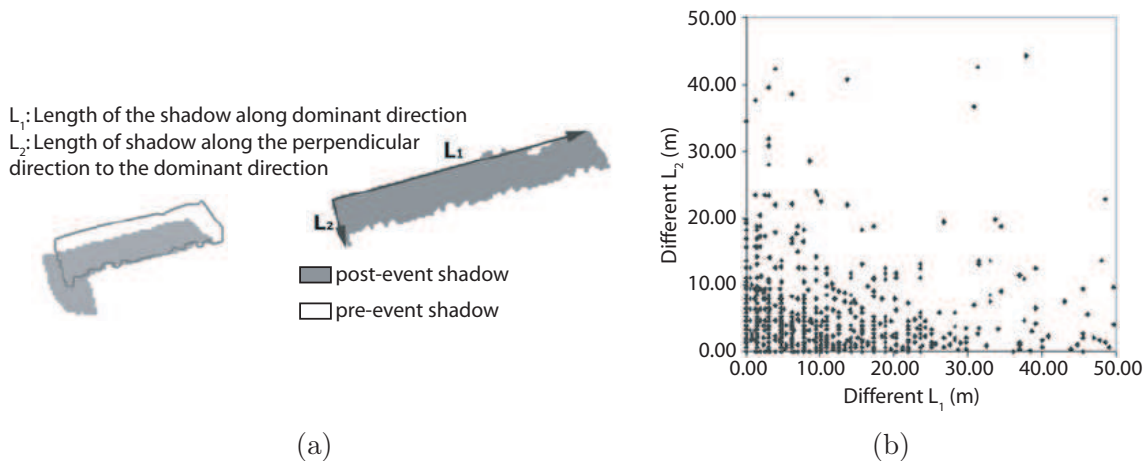 L1: Length of the shadow along dominant direction
L2: Length of shadow along the perpendicular
direction to the dominant direction
L1
L2
post-event shadow
pre-event shadow
(a)
50.00
40.00
30.00
20.00
10.00
0.00
Different L2 (m)
0.00 10.00 20.00 30.00 40.00 50.00
Different L1 (m)
(b)